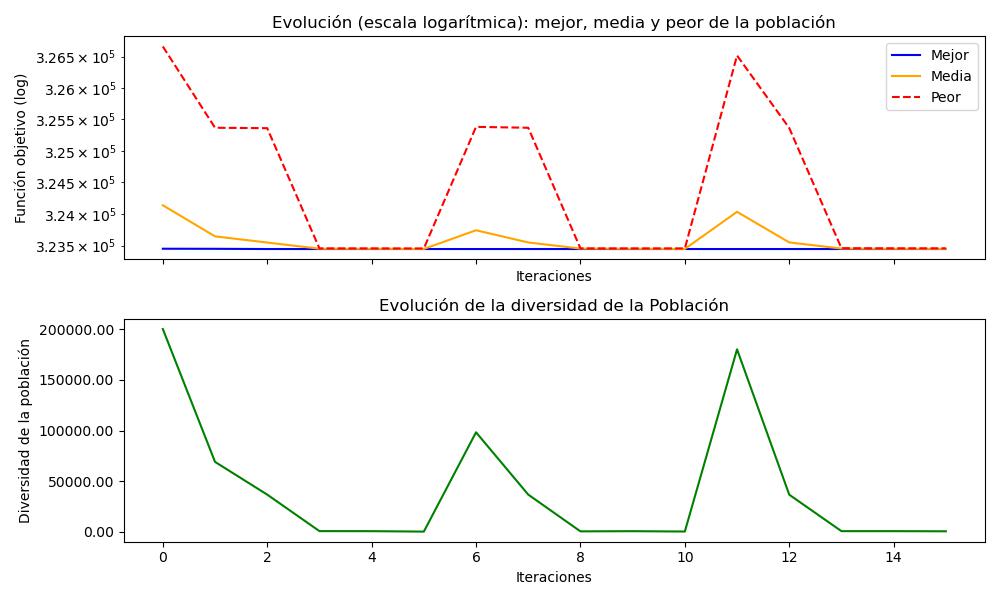 Evolución (escala logarítmica): mejor, media y peor de la población
Función objetivo (log)
3.265 × 10⁵
3.26 × 10⁵
3.255 × 10⁵
3.25 × 10⁵
3.245 × 10⁵
3.24 × 10⁵
3.235 × 10⁵
Mejor
Media
Peor
Iteraciones
Evolución de la diversidad de la Población
Diversidad de la población
200000.00
150000.00
100000.00
50000.00
0.00
0 2 4 6 8 10 12 14
Iteraciones